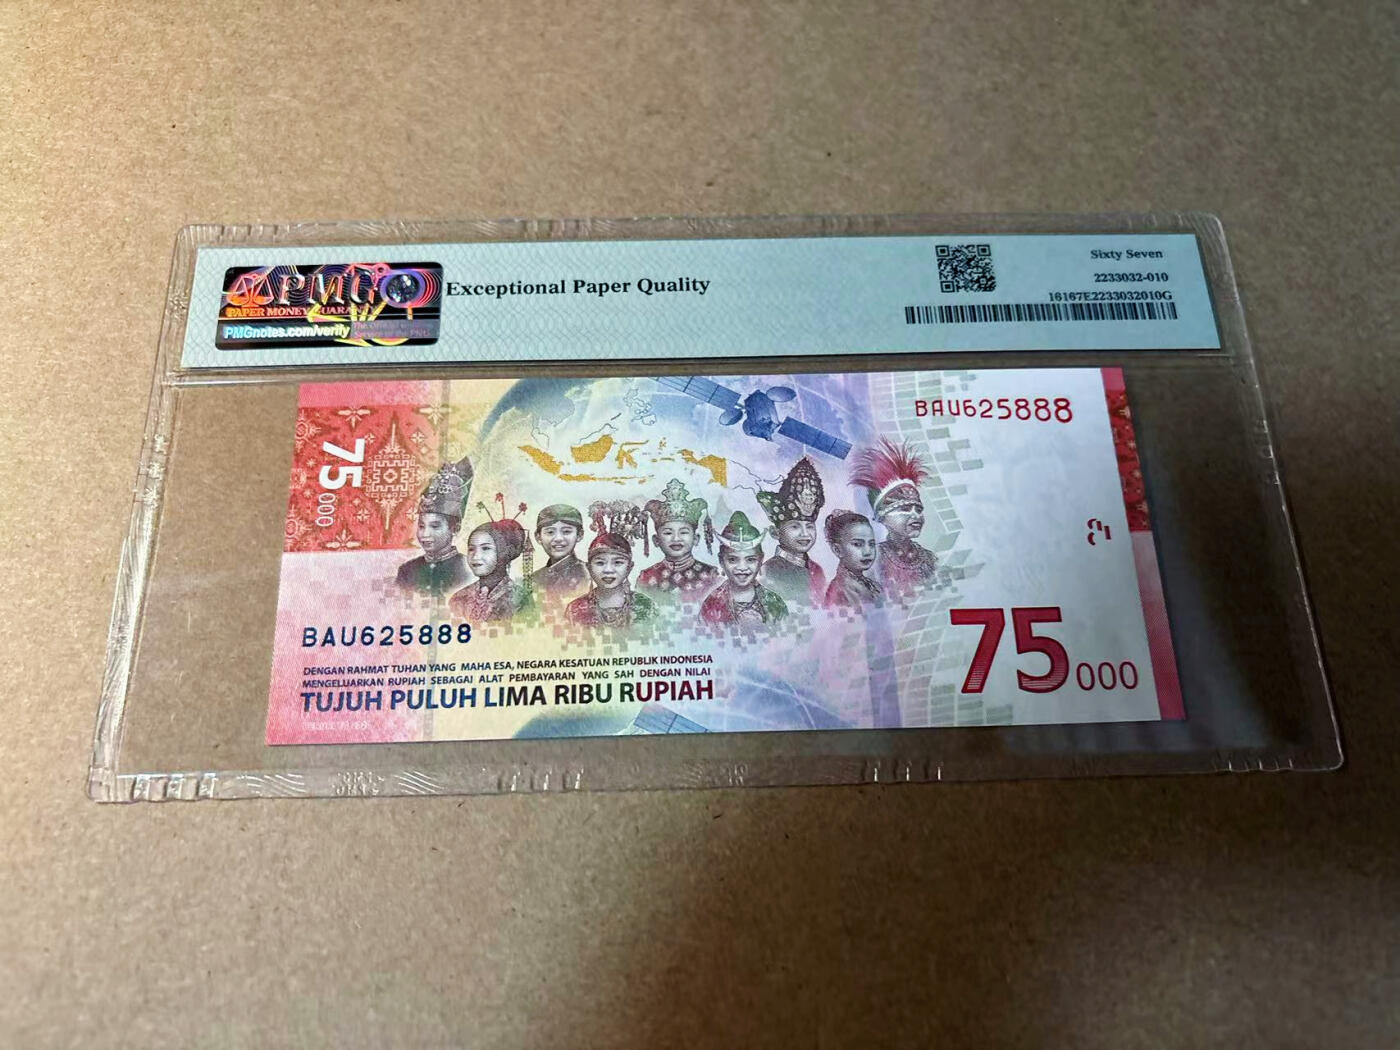 PMG
PAPER MONEY GUARANTY
PMGnotes.com/verify
Exceptional Paper Quality
Sixty Seven
2233032-010
16167E2233032010G
75000
BAU625888
BAU625888
DENGAN RAHMAT TUHAN YANG MAHA ESA, NEGARA KESATUAN REPUBLIK INDONESIA
MENGELUARKAN RUPIAH SEBAGAI ALAT PEMBAYARAN YANG SAH DENGAN NILAI
TUJUH PULUH LIMA RIBU RUPIAH
75000